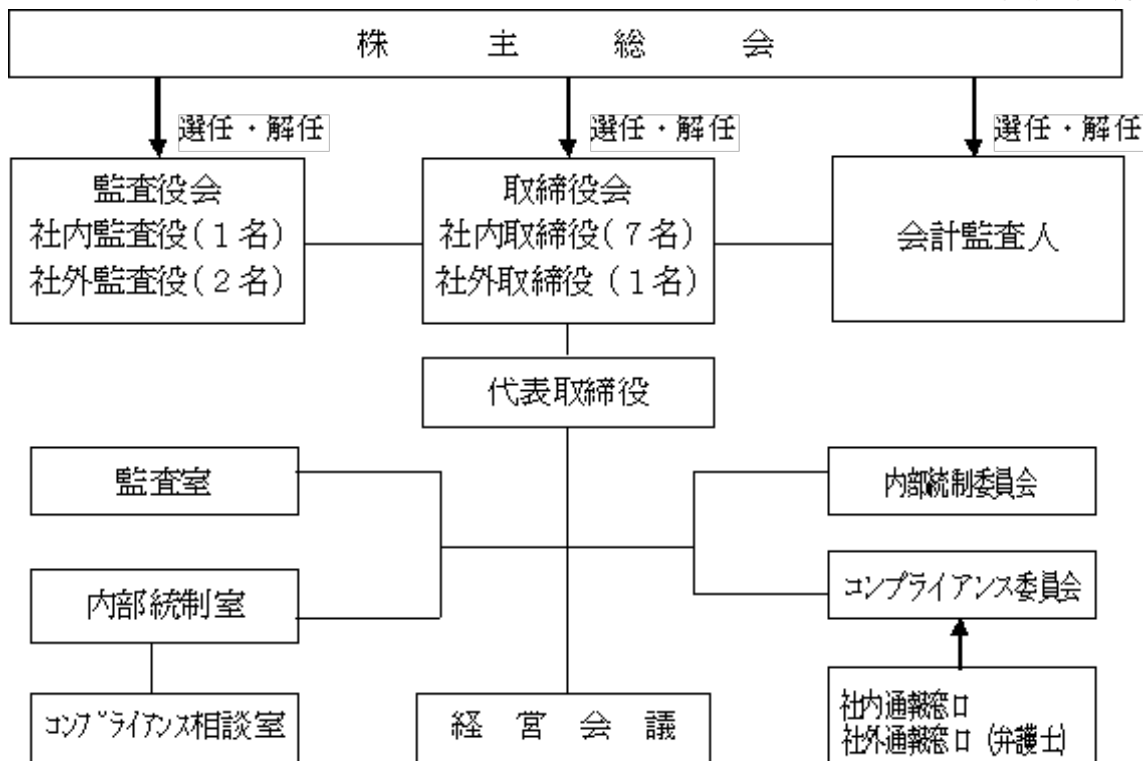 株主総会
選任・解任
選任・解任
選任・解任
監査役会
社内監査役(1名)
社外監査役(2名)
取締役会
社内取締役(7名)
社外取締役(1名)
会計監査人
代表取締役
監査室
内部統制委員会
内部統制室
コンプライアンス委員会
コンプライアンス相談室
経営会議
社内通報窓口
社外通報窓口(弁護士)